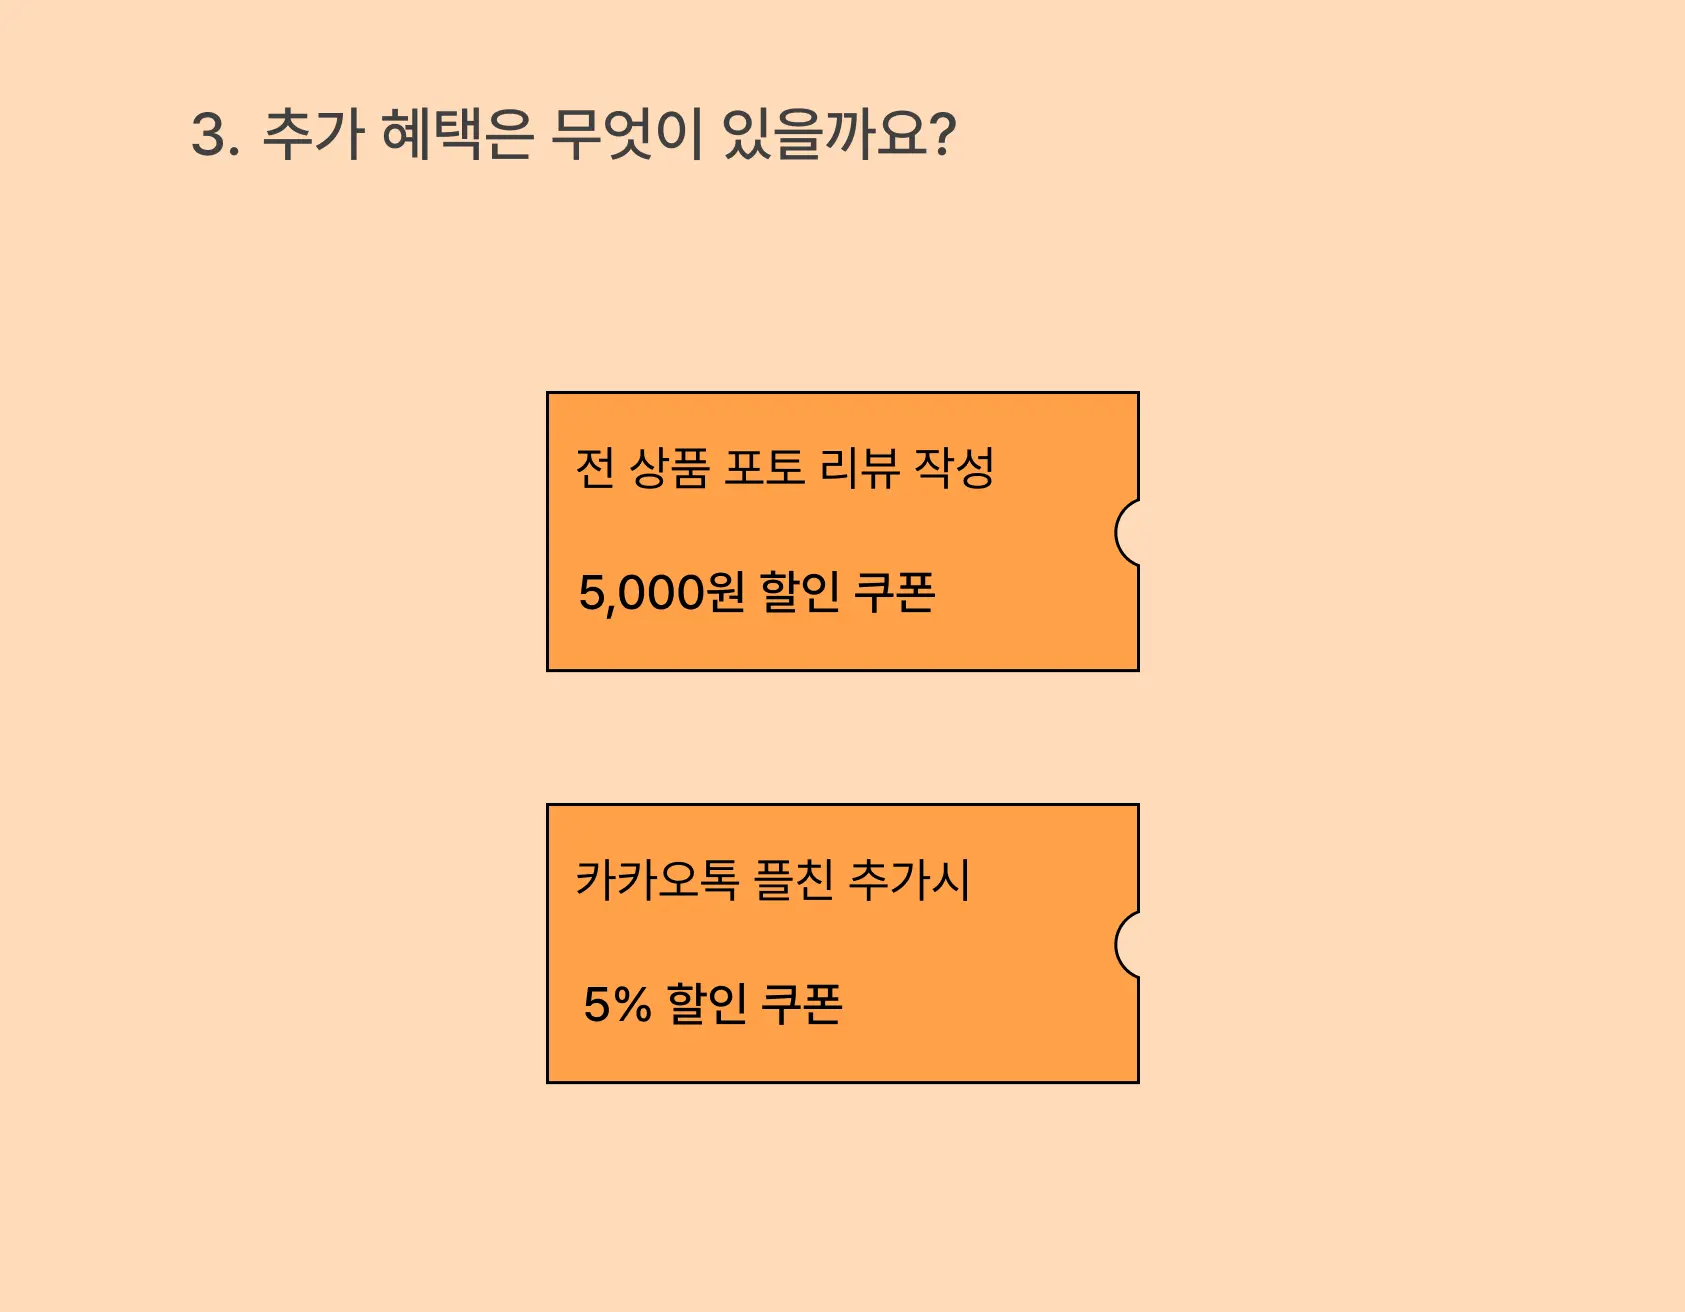 3. 추가 혜택은 무엇이 있을까요?
전 상품 포토 리뷰 작성
5,000원 할인 쿠폰
카카오톡 플친 추가시
5% 할인 쿠폰